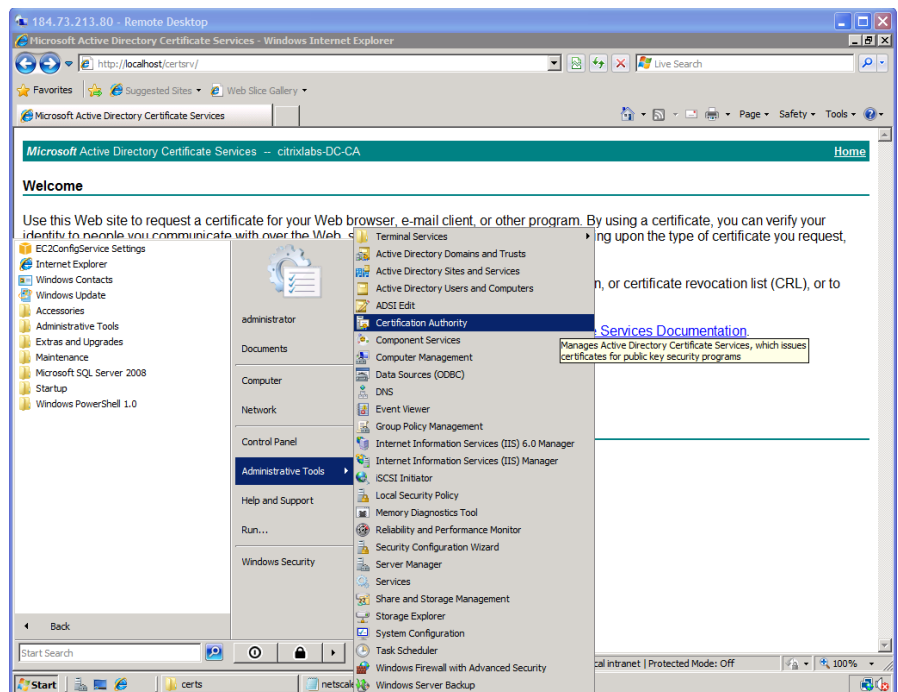 184.73.213.80 - Remote Desktop
Microsoft Active Directory Certificate Services - Windows Internet Explorer
http://localhost/certsrv/
Live Search
Favorites
Suggested Sites
Web Slice Gallery
Microsoft Active Directory Certificate Services
Page
Safety
Tools
Microsoft Active Directory Certificate Services -- citrixlabs-DC-CA
Home
Welcome
Use this Web site to request a certificate for your Web browser, e-mail client, or other program. By using a certificate, you can verify your
identity to people you communicate with over the Web, s
ng upon the type of certificate you request,
n, or certificate revocation list (CRL), or to
Services Documentation.
EC2ConfigService Settings
Internet Explorer
Windows Contacts
Windows Update
Accessories
Administrative Tools
Extras and Upgrades
Maintenance
Microsoft SQL Server 2008
Startup
Windows PowerShell 1.0
Back
Start Search
administrator
Documents
Computer
Network
Control Panel
Administrative Tools
Help and Support
Run...
Windows Security
Terminal Services
Active Directory Domains and Trusts
Active Directory Sites and Services
Active Directory Users and Computers
ADSI Edit
Certification Authority
Component Services
Computer Management
Data Sources (ODBC)
DNS
Event Viewer
Group Policy Management
Internet Information Services (IIS) 6.0 Manager
Internet Information Services (IIS) Manager
iSCSI Initiator
Local Security Policy
Memory Diagnostics Tool
Reliability and Performance Monitor
Security Configuration Wizard
Server Manager
Services
Share and Storage Management
Storage Explorer
System Configuration
Task Scheduler
Windows Firewall with Advanced Security
Windows Server Backup
Manages Active Directory Certificate Services, which issues
certificates for public key security programs
cal intranet | Protected Mode: Off
100%
Start
certs
netscal